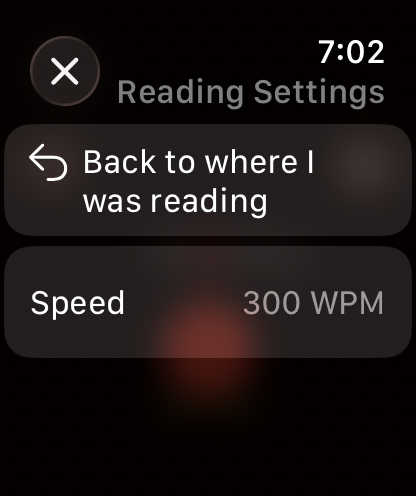 7:02
Reading Settings
Back to where I
was reading
Speed 300 WPM